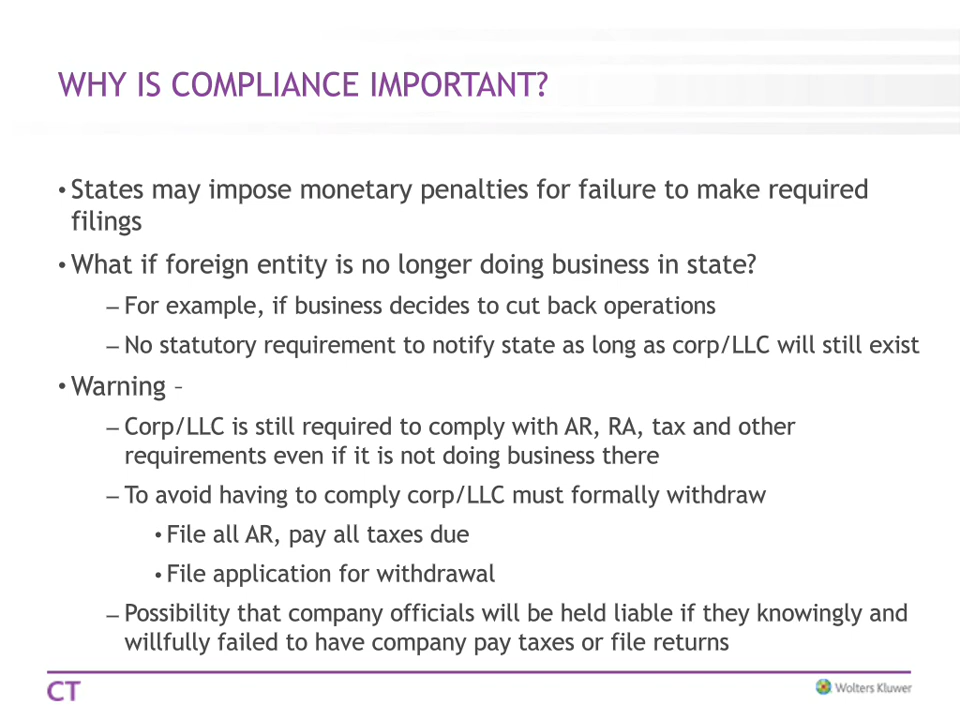 WHY IS COMPLIANCE IMPORTANT?
• States may impose monetary penalties for failure to make required
filings
• What if foreign entity is no longer doing business in state?
– For example, if business decides to cut back operations
– No statutory requirement to notify state as long as corp/LLC will still exist
• Warning –
– Corp/LLC is still required to comply with AR, RA, tax and other
requirements even if it is not doing business there
– To avoid having to comply corp/LLC must formally withdraw
• File all AR, pay all taxes due
• File application for withdrawal
– Possibility that company officials will be held liable if they knowingly and
willfully failed to have company pay taxes or file returns
CT
Wolters Kluwer